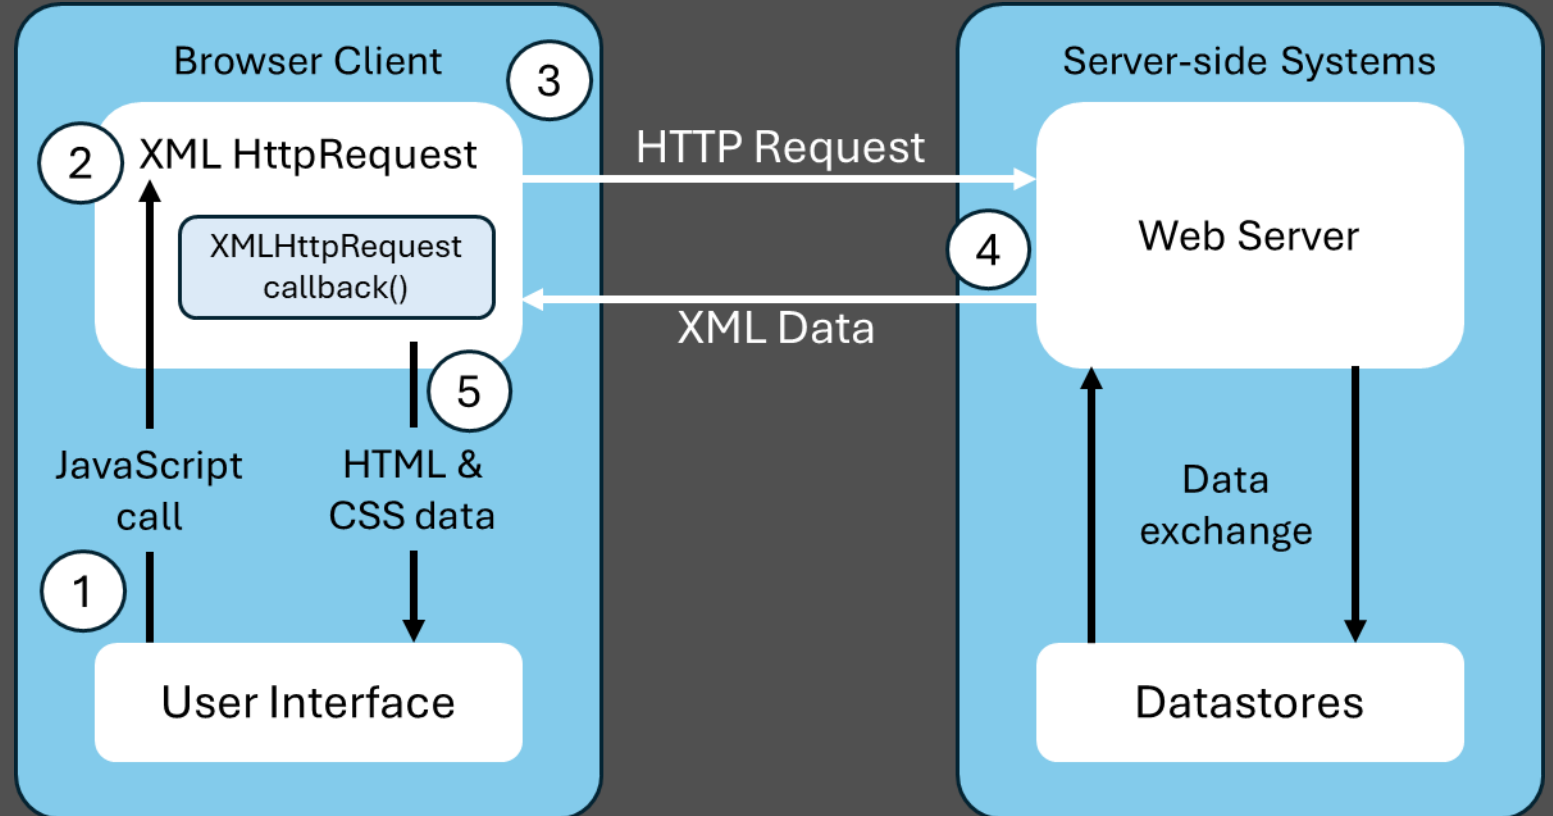 Browser Client
3
2
XML HttpRequest
XMLHttpRequest
callback()
5
JavaScript
call
HTML &
CSS data
1
User Interface
HTTP Request
4
XML Data
Server-side Systems
Web Server
Data
exchange
Datastores